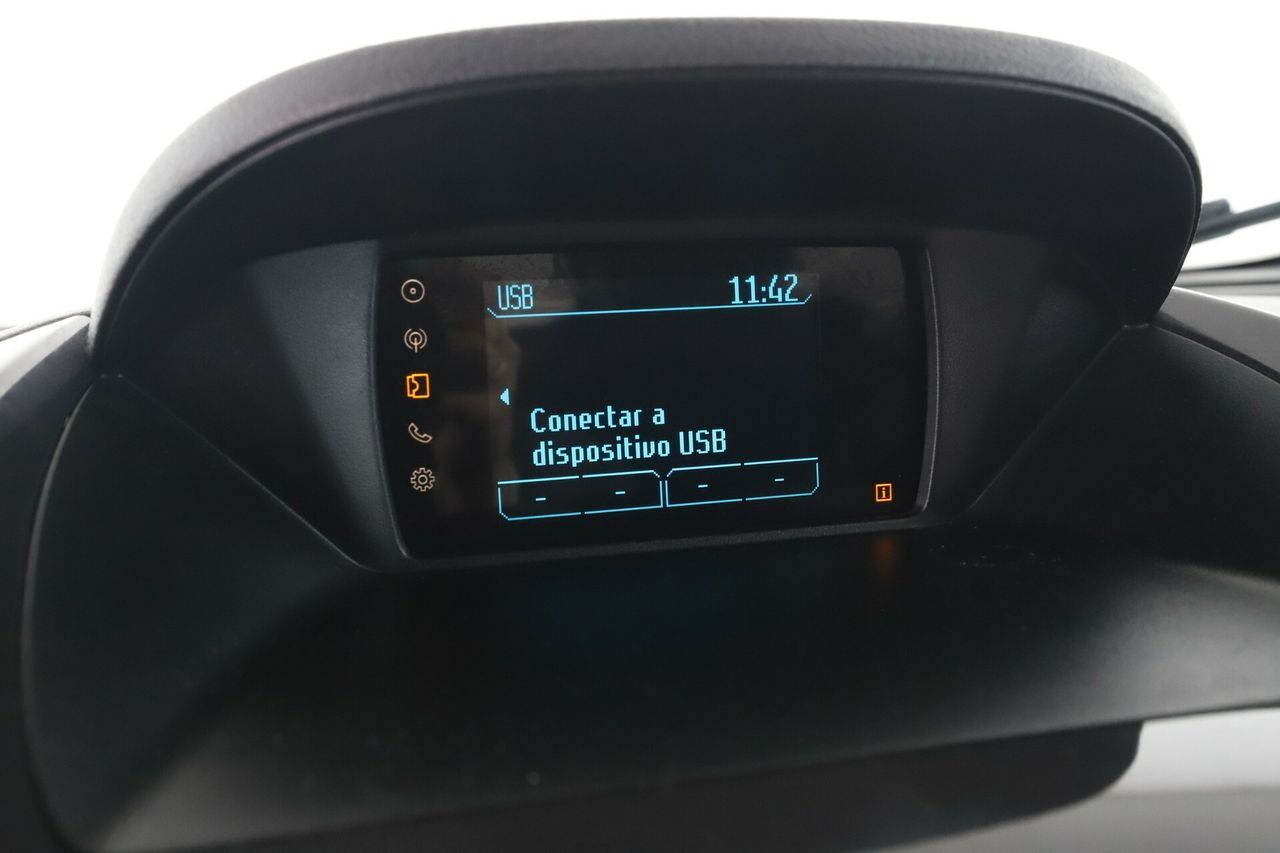 USB 11:42
Conectar a
dispositivo USB
- - - -
i